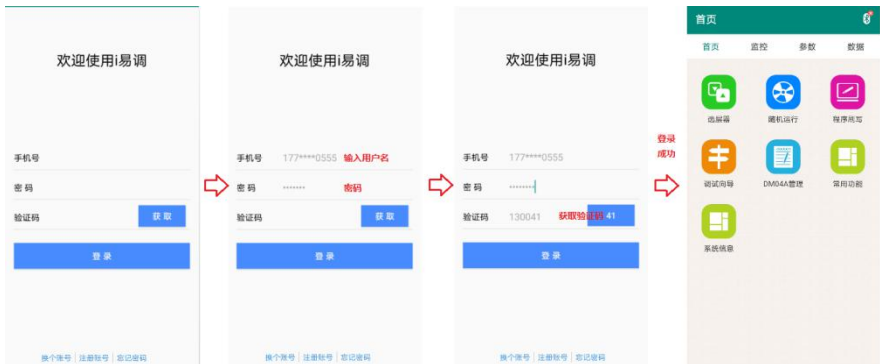 欢迎使用i易调
手机号
密码
验证码 获取
登录
换个账号 | 注册账号 | 忘记密码
欢迎使用i易调
手机号 177****0555 输入用户名
密码 ······· 密码
验证码 获取
登录
换个账号 | 注册账号 | 忘记密码
欢迎使用i易调
手机号 177****0555
密码 ········
验证码 130041 获取验证码 41
登录
换个账号 | 注册账号 | 忘记密码
登录
成功
首页
首页 监控 参数 数据
选层器 随机运行 程序烧写
调试向导 DM04A管理 常用功能
系统信息